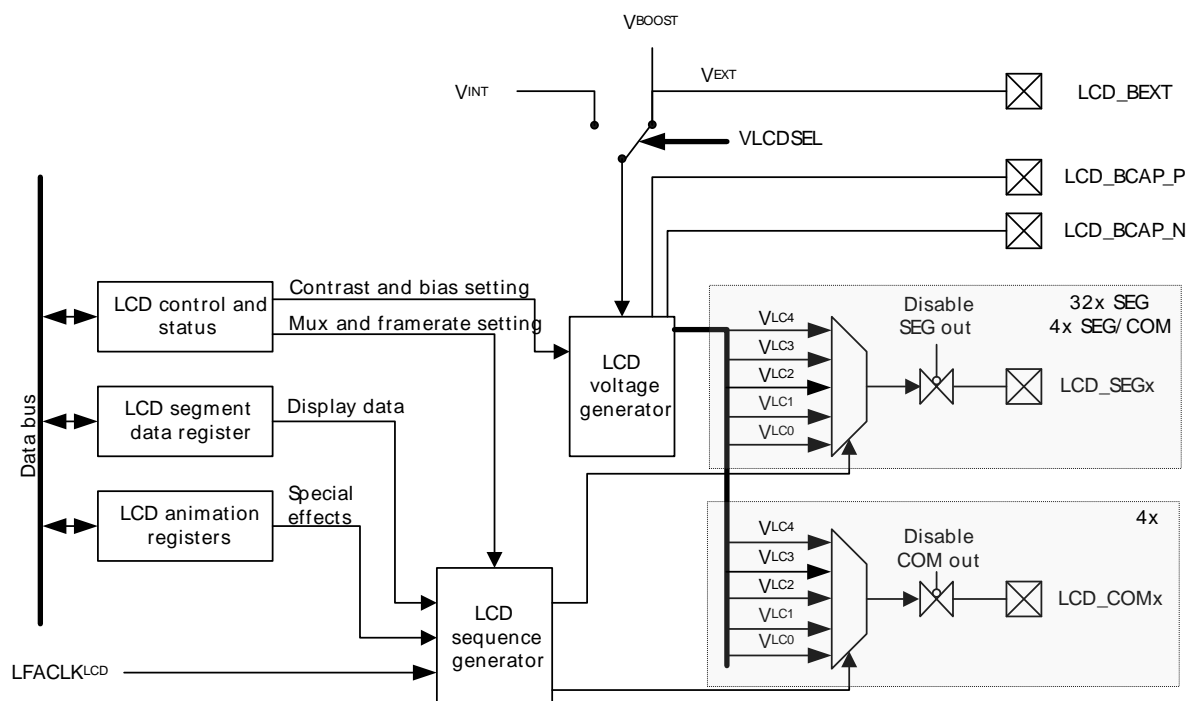 VBOOST
VEXT
LCD_BEXT
VINT
VLCDSEL
LCD_BCAP_P
LCD_BCAP_N
Data bus
LCD control and
status
Contrast and bias setting
Mux and framerate setting
LCD segment
data register
Display data
LCD animation
registers
Special
effects
LFACLKLCD
LCD
voltage
generator
LCD
sequence
generator
32x SEG
4x SEG/ COM
Disable
SEG out
VLC4
VLC3
VLC2
VLC1
VLC0
LCD_SEGx
4x
Disable
COM out
VLC4
VLC3
VLC2
VLC1
VLC0
LCD_COMx